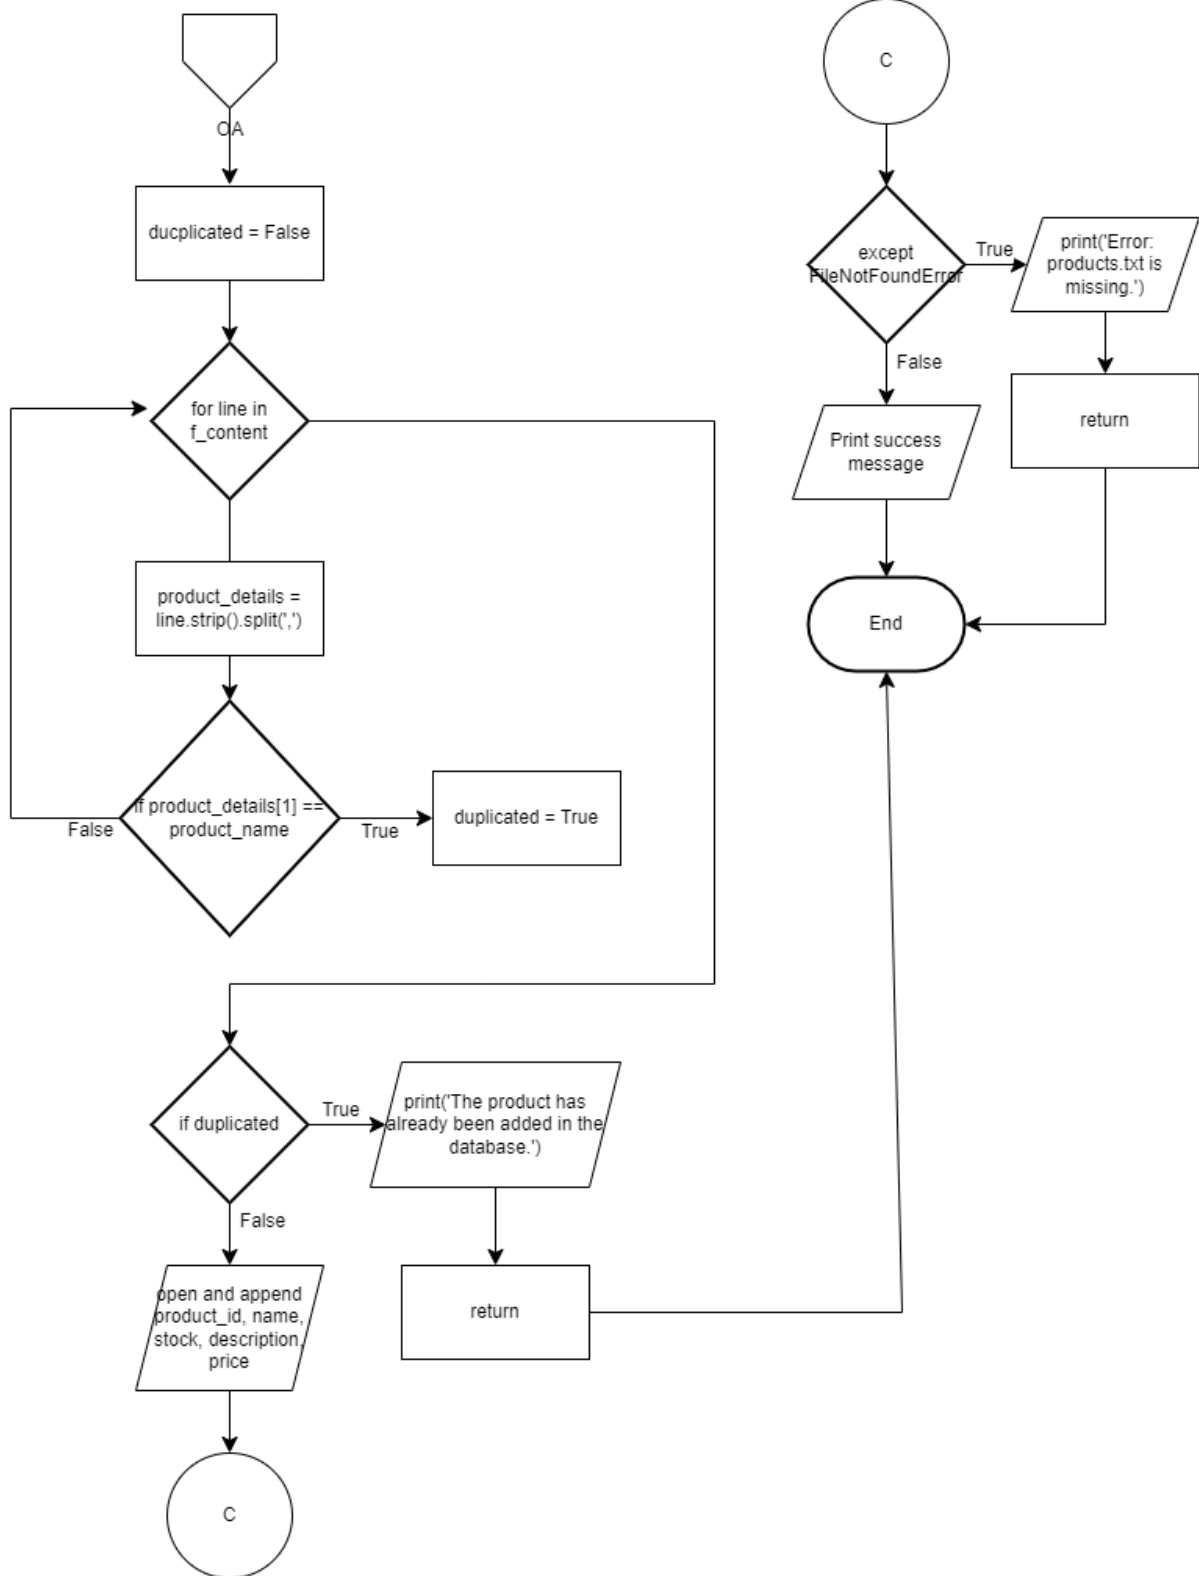 OA
ducplicated = False
for line in
f_content
product_details =
line.strip().split(',')
if product_details[1] ==
product_name
False
True
duplicated = True
if duplicated
True
print('The product has
already been added in the
database.')
False
return
open and append
product_id, name,
stock, description,
price
C
C
except
FileNotFoundError
True
print('Error:
products.txt is
missing.')
False
return
Print success
message
End